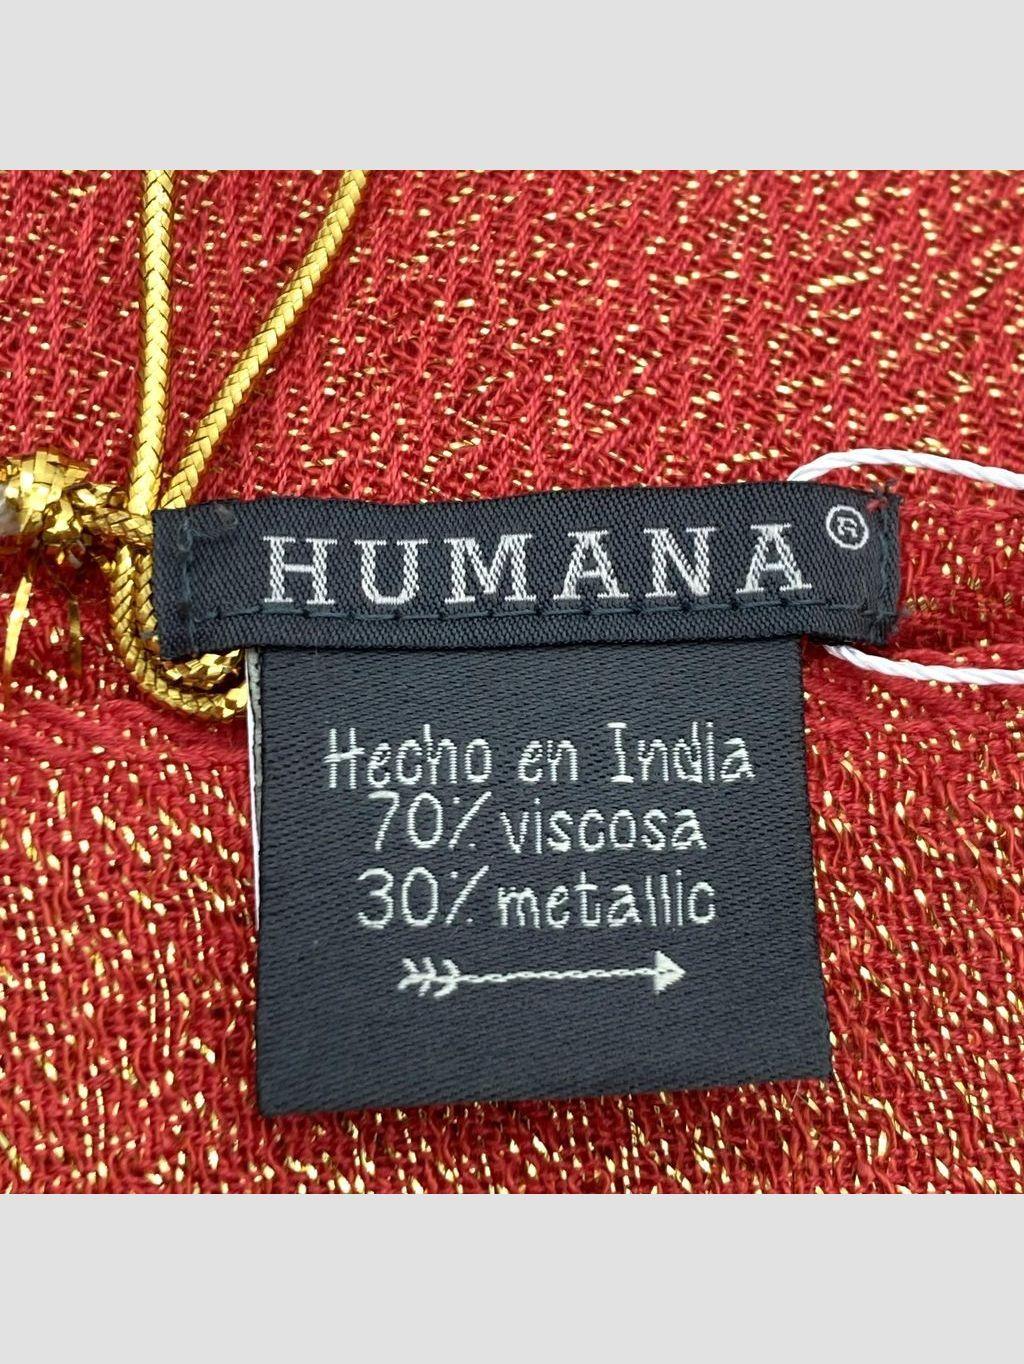 HUMANA®
Hecho en India
70% viscosa
30% metallic